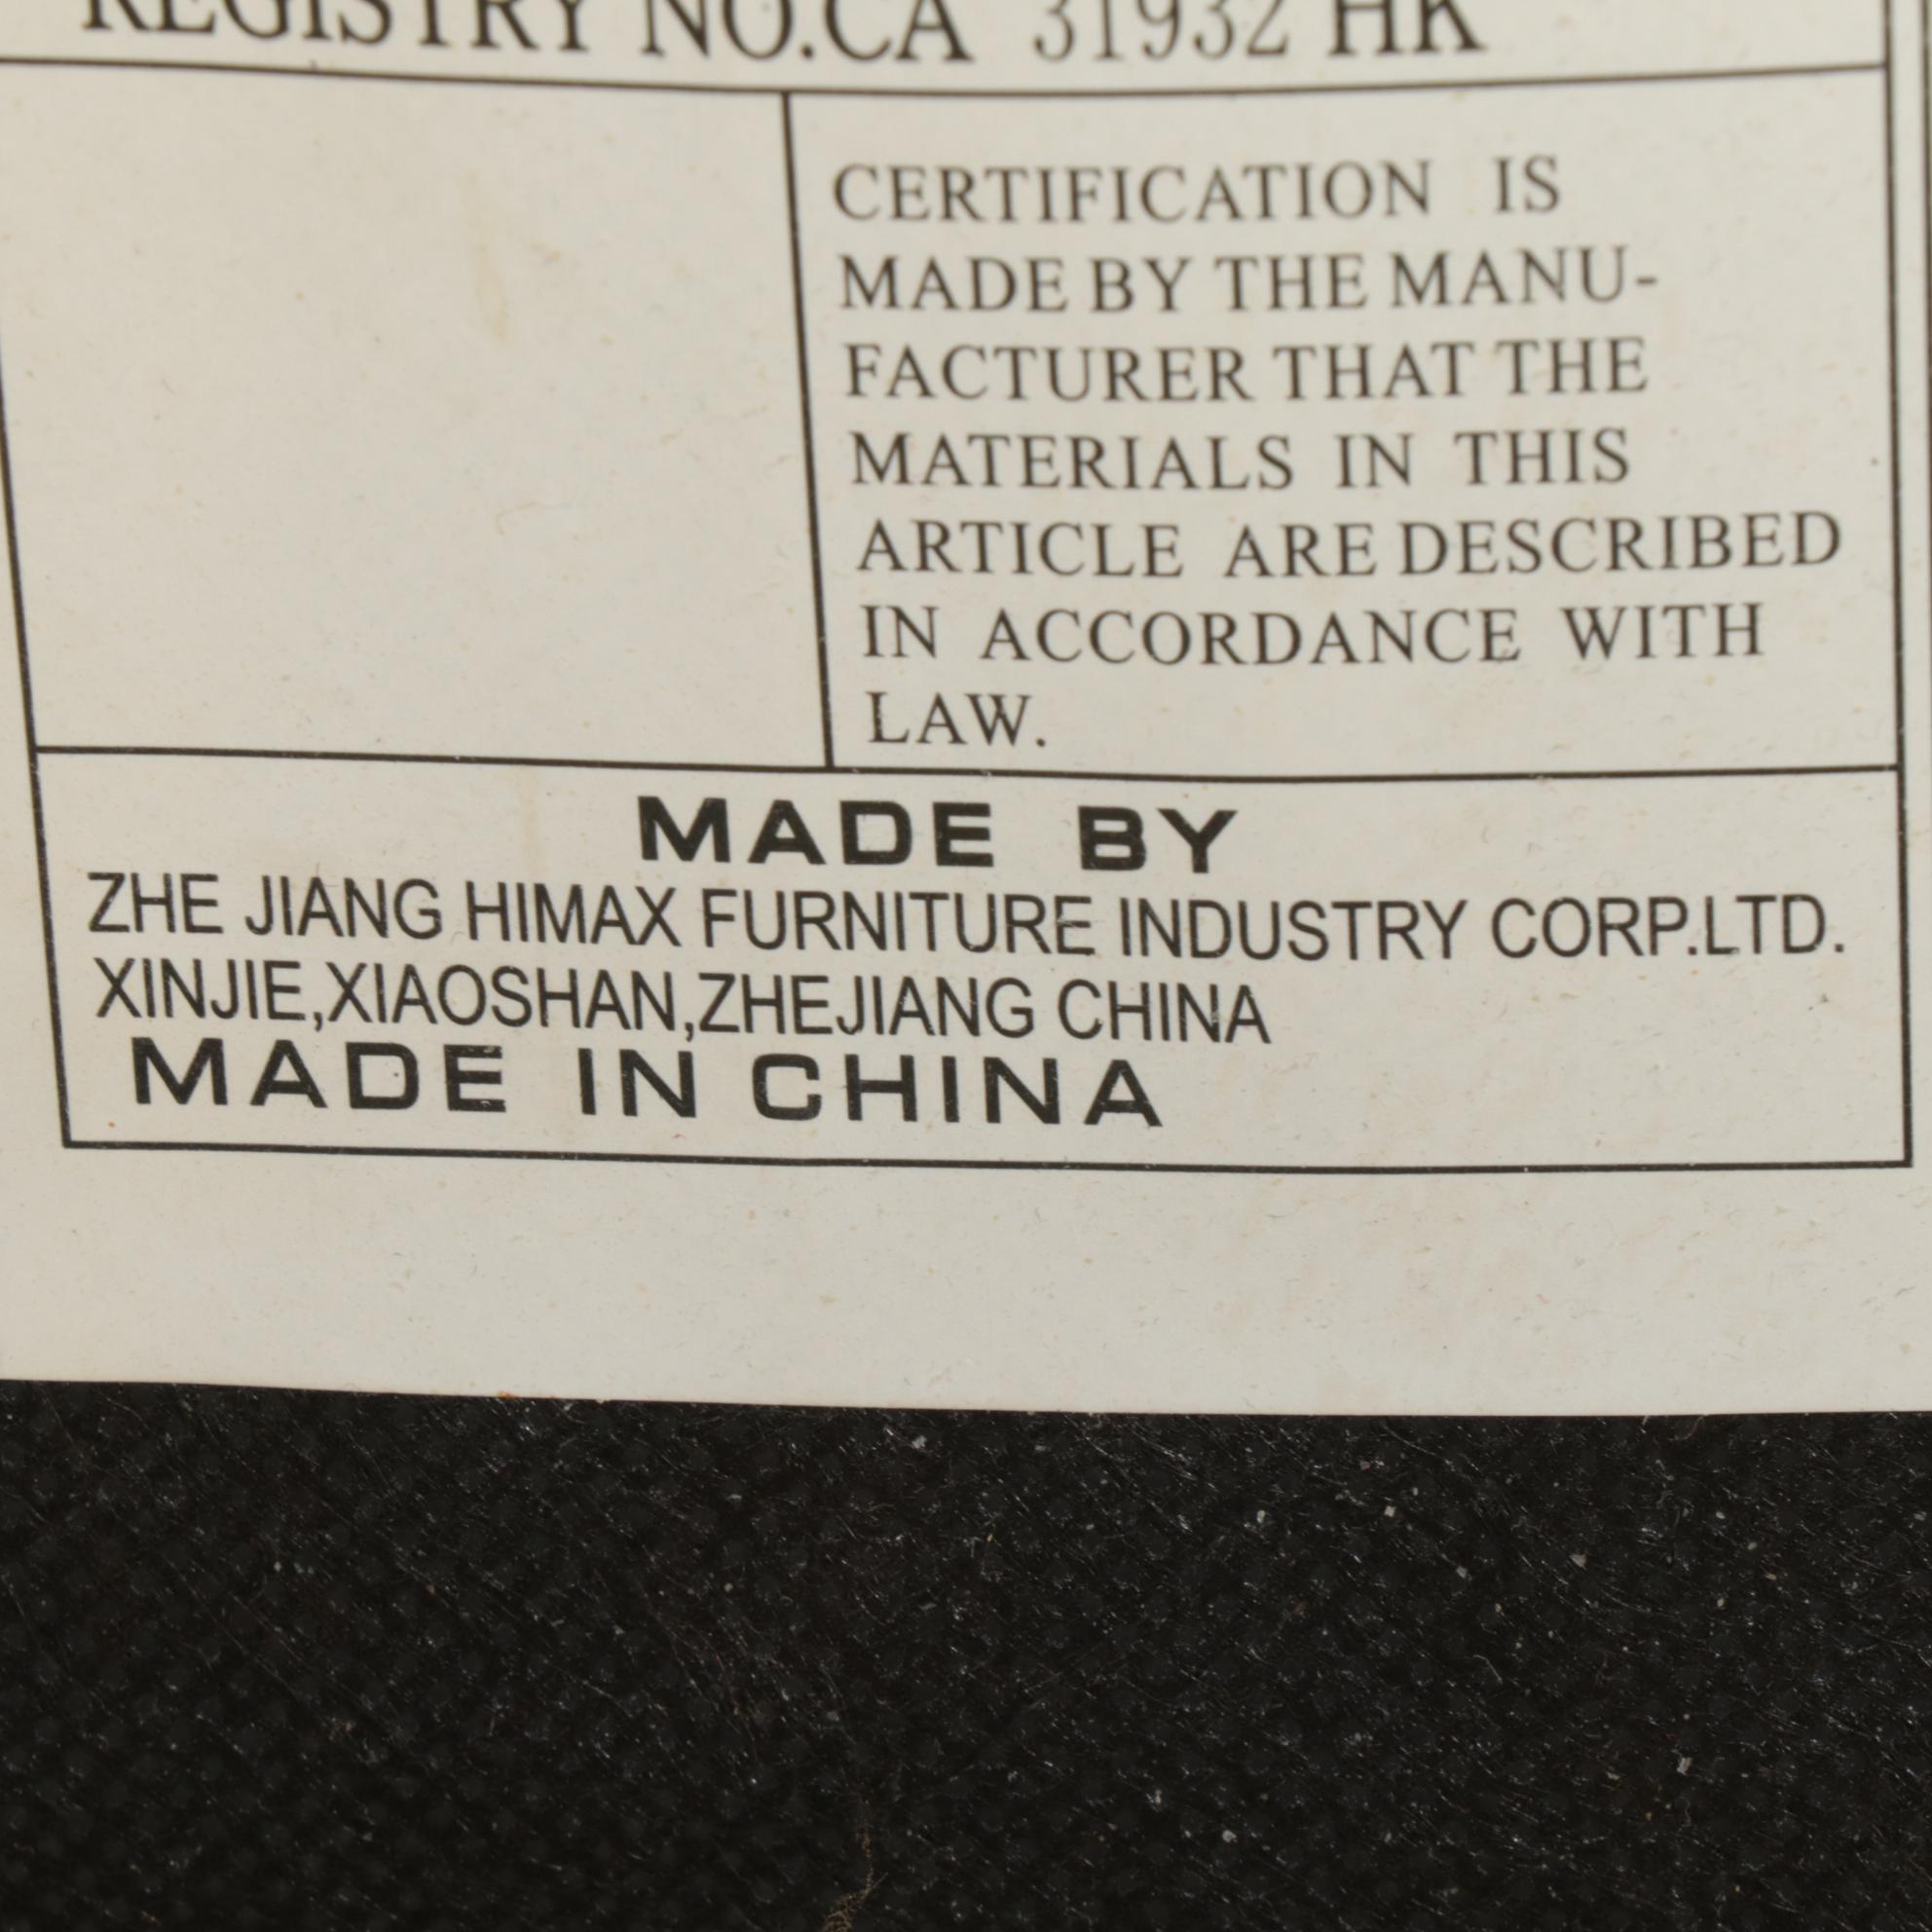 REGISTRY NO.CA 31932 HK
CERTIFICATION IS
MADE BY THE MANU-
FACTURER THAT THE
MATERIALS IN THIS
ARTICLE ARE DESCRIBED
IN ACCORDANCE WITH
LAW.
MADE BY
ZHE JIANG HIMAX FURNITURE INDUSTRY CORP.LTD.
XINJIE,XIAOSHAN,ZHEJIANG CHINA
MADE IN CHINA